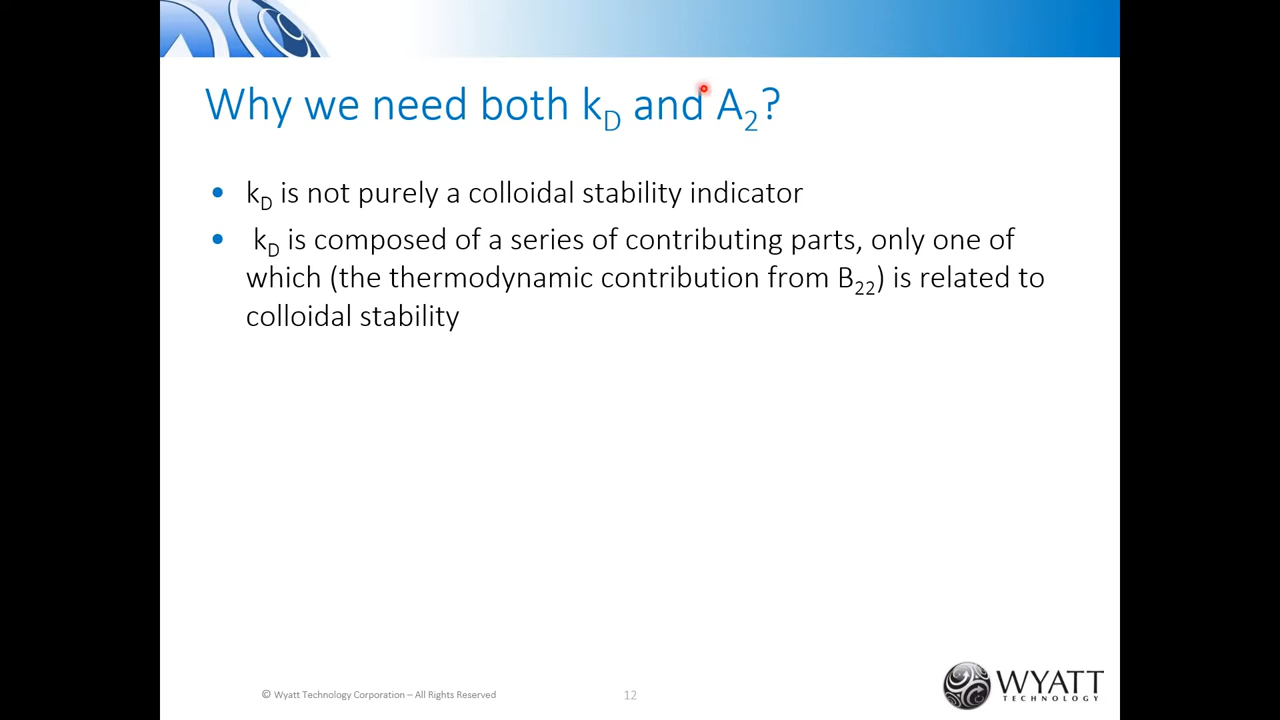 Why we need both kD and A2?
• kD is not purely a colloidal stability indicator
• kD is composed of a series of contributing parts, only one of
which (the thermodynamic contribution from B22) is related to
colloidal stability
© Wyatt Technology Corporation – All Rights Reserved
12
WYATT
TECHNOLOGY